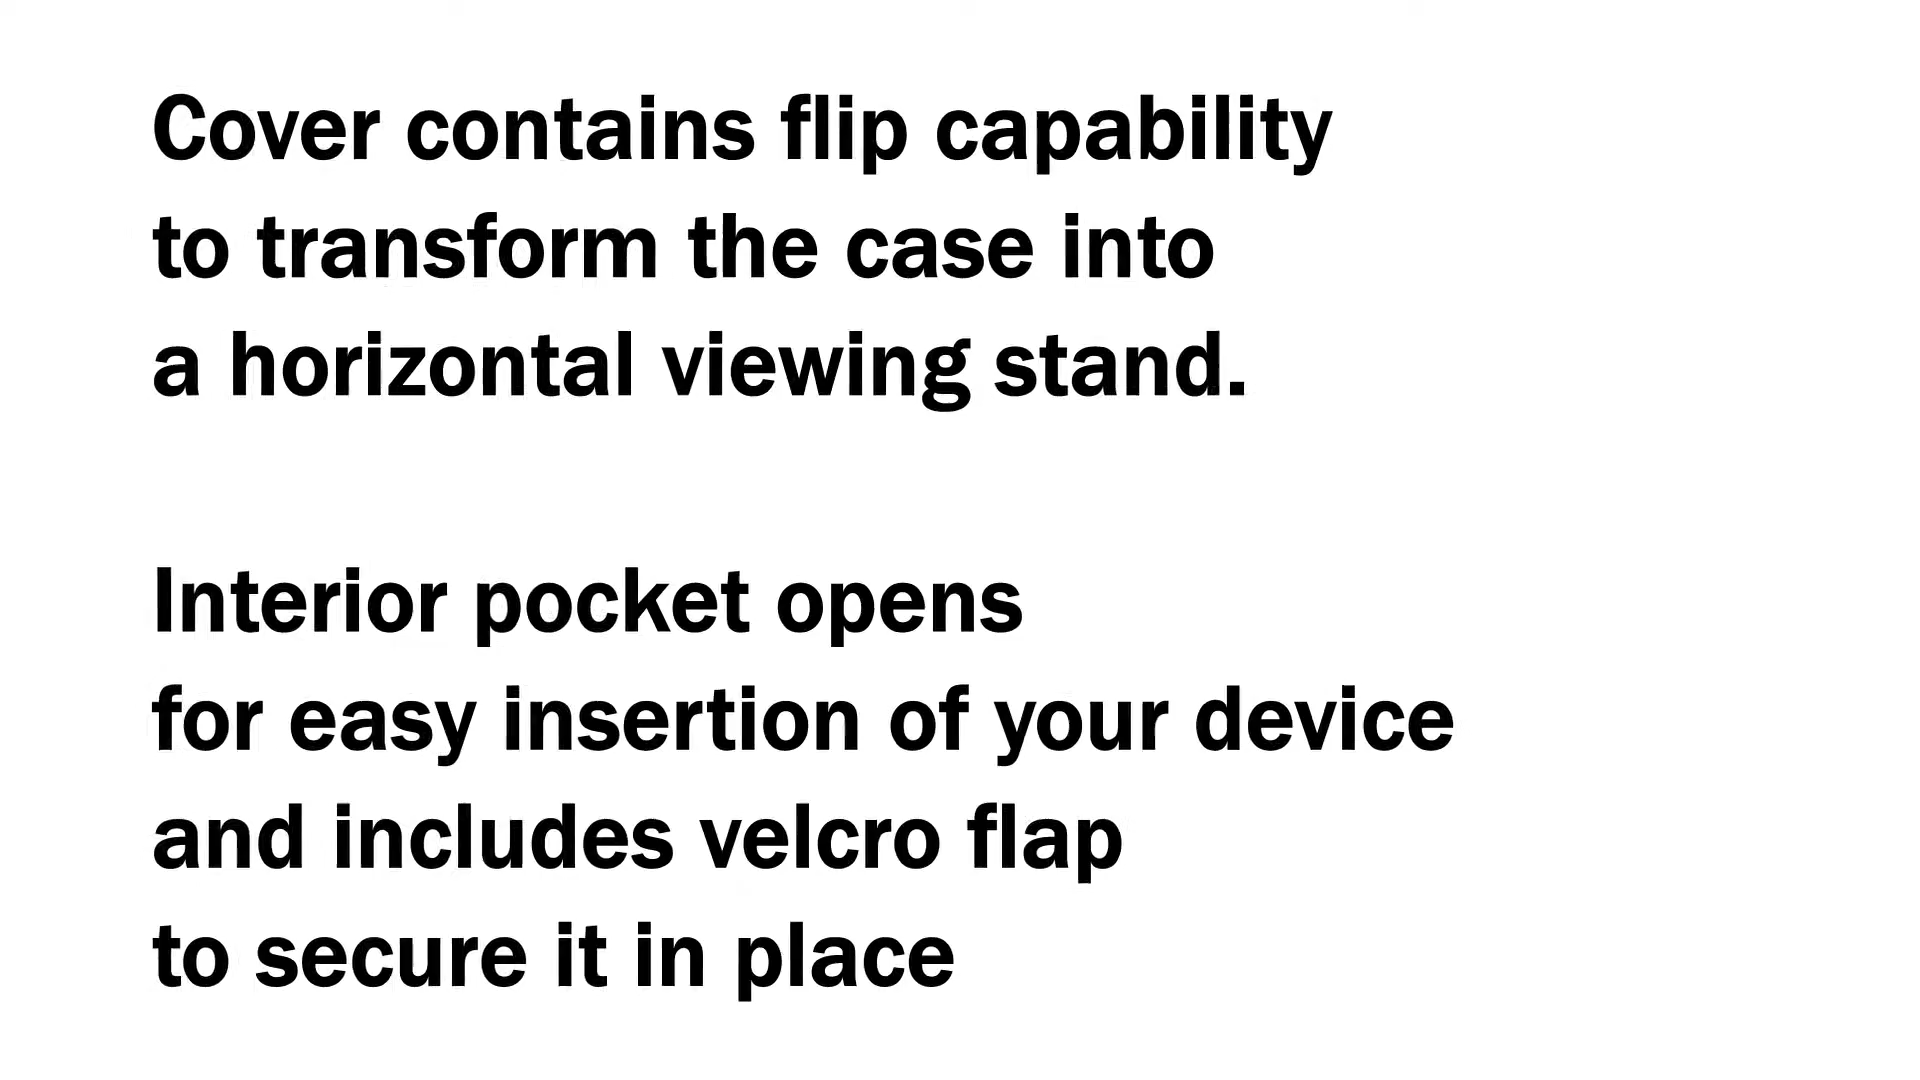 Cover contains flip capability
to transform the case into
a horizontal viewing stand.
Interior pocket opens
for easy insertion of your device
and includes velcro flap
to secure it in place